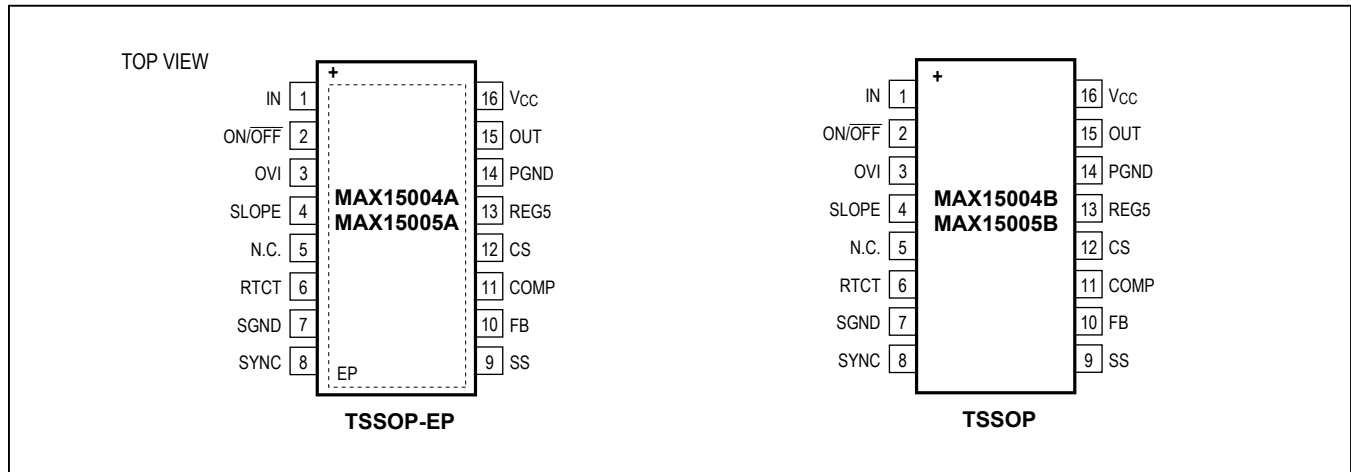 TOP VIEW
+
IN 1
ON/OFF 2
OVI 3
SLOPE 4
N.C. 5
RTCT 6
SGND 7
SYNC 8
MAX15004A
MAX15005A
16 VCC
15 OUT
14 PGND
13 REG5
12 CS
11 COMP
10 FB
9 SS
EP
TSSOP-EP
+
IN 1
ON/OFF 2
OVI 3
SLOPE 4
N.C. 5
RTCT 6
SGND 7
SYNC 8
MAX15004B
MAX15005B
16 VCC
15 OUT
14 PGND
13 REG5
12 CS
11 COMP
10 FB
9 SS
TSSOP